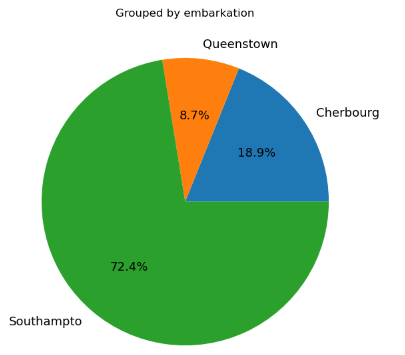 Grouped by embarkation
Queenstown
Cherbourg
8.7%
18.9%
72.4%
Southampto